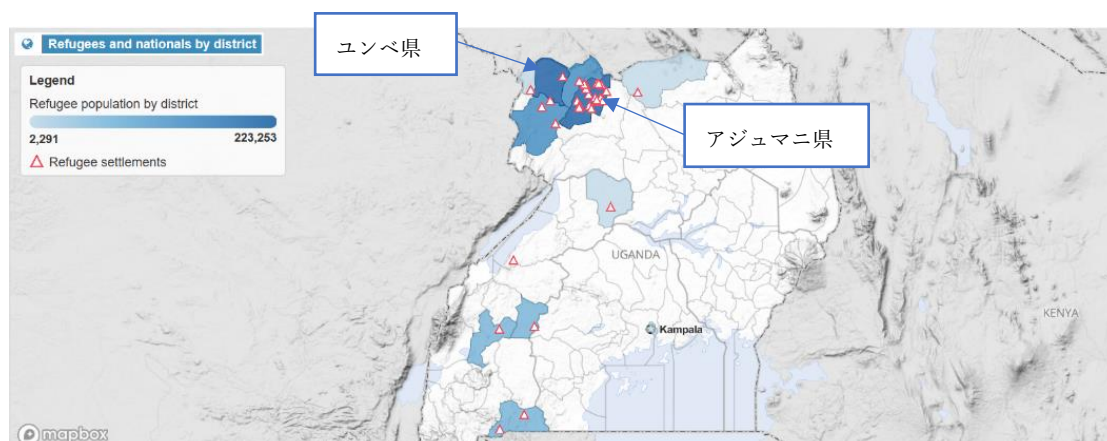 Refugees and nationals by district
ユンベ県
Legend
Refugee population by district
2,291 223,253
Refugee settlements
アジュマニ県
UGANDA
KENYA
Kampala
mapbox